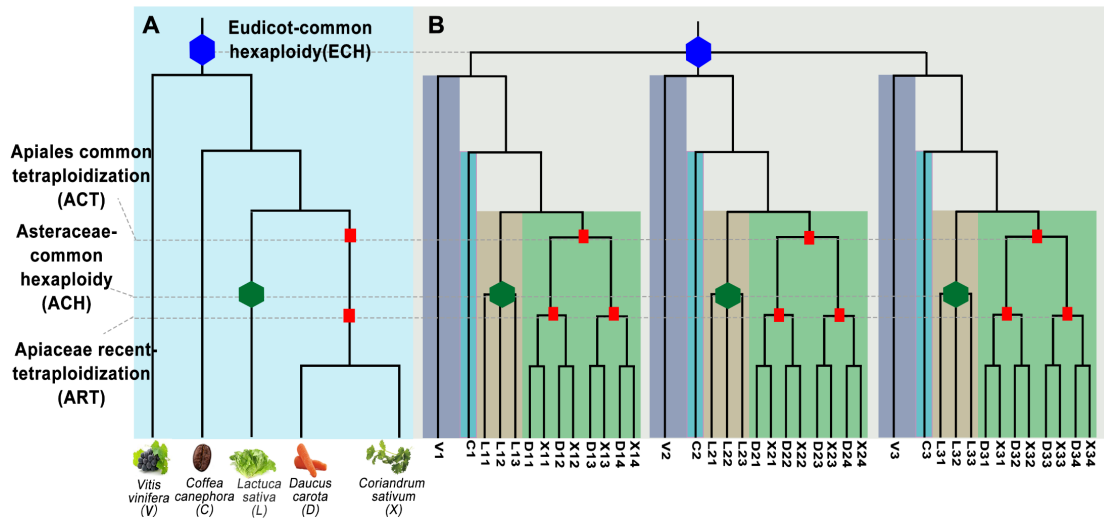 A
B
Eudicot-common
hexaploidy(ECH)
Apiales common
tetraploidization
(ACT)
Asteraceae-
common
hexaploidy
(ACH)
Apiaceae recent-
tetraploidization
(ART)
Vitis
vinifera
(V)
Coffea
canephora
(C)
Lactuca
sativa
(L)
Daucus
carota
(D)
Coriandrum
sativum
(X)
V1
C1
L11
L12
L13
D11
X11
D12
X12
D13
X13
D14
X14
V2
C2
L21
L22
L23
D21
X21
D22
X22
D23
X23
D24
X24
V3
C3
L31
L32
L33
D31
X31
D32
X32
D33
X33
D34
X34